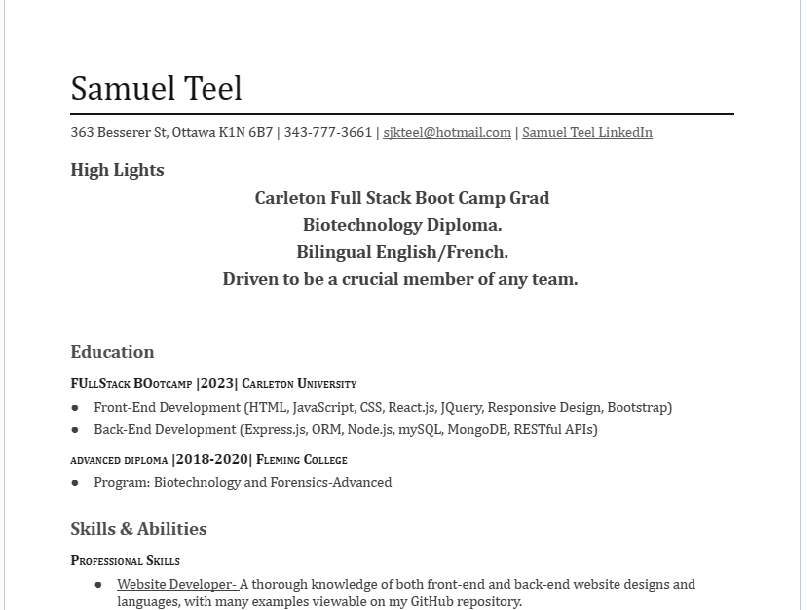 Samuel Teel
363 Besserer St, Ottawa K1N 6B7 | 343-777-3661 | sjkteel@hotmail.com | Samuel Teel LinkedIn
High Lights
Carleton Full Stack Boot Camp Grad
Biotechnology Diploma.
Bilingual English/French.
Driven to be a crucial member of any team.
Education
FUllStack BOotcamp |2023| Carleton University
• Front-End Development (HTML, JavaScript, CSS, React.js, JQuery, Responsive Design, Bootstrap)
• Back-End Development (Express.js, ORM, Node.js, mySQL, MongoDB, RESTful APIs)
advanced diploma |2018-2020| Fleming College
• Program: Biotechnology and Forensics-Advanced
Skills & Abilities
Professional Skills
• Website Developer- A thorough knowledge of both front-end and back-end website designs and
languages, with many examples viewable on my GitHub repository.